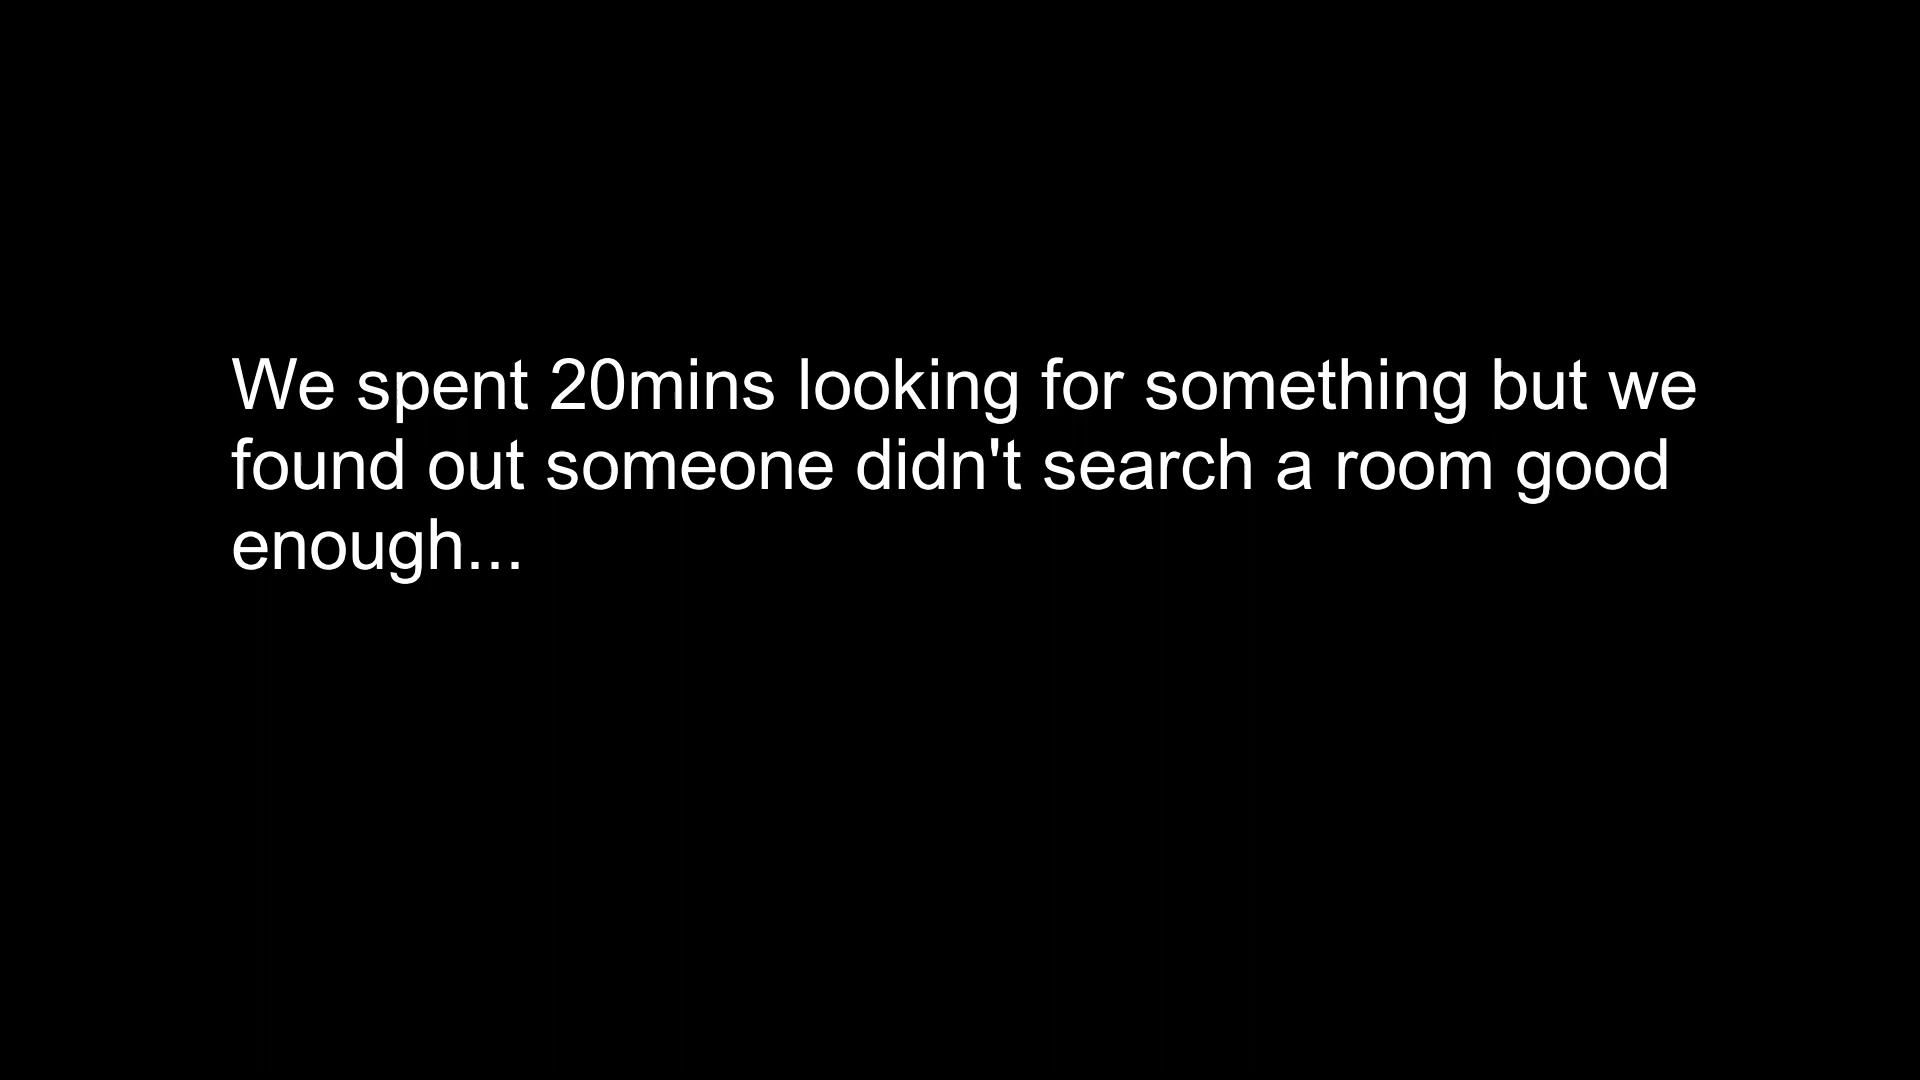 We spent 20mins looking for something but we
found out someone didn't search a room good
enough...